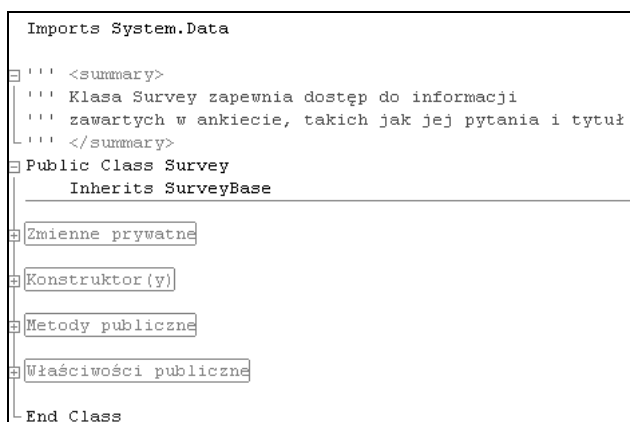 Imports System.Data
''' <summary>
''' Klasa Survey zapewnia dostęp do informacji
''' zawartych w ankiecie, takich jak jej pytania i tytuł
''' </summary>
Public Class Survey
Inherits SurveyBase
Zmienne prywatne
Konstruktor(y)
Metody publiczne
Właściwości publiczne
End Class